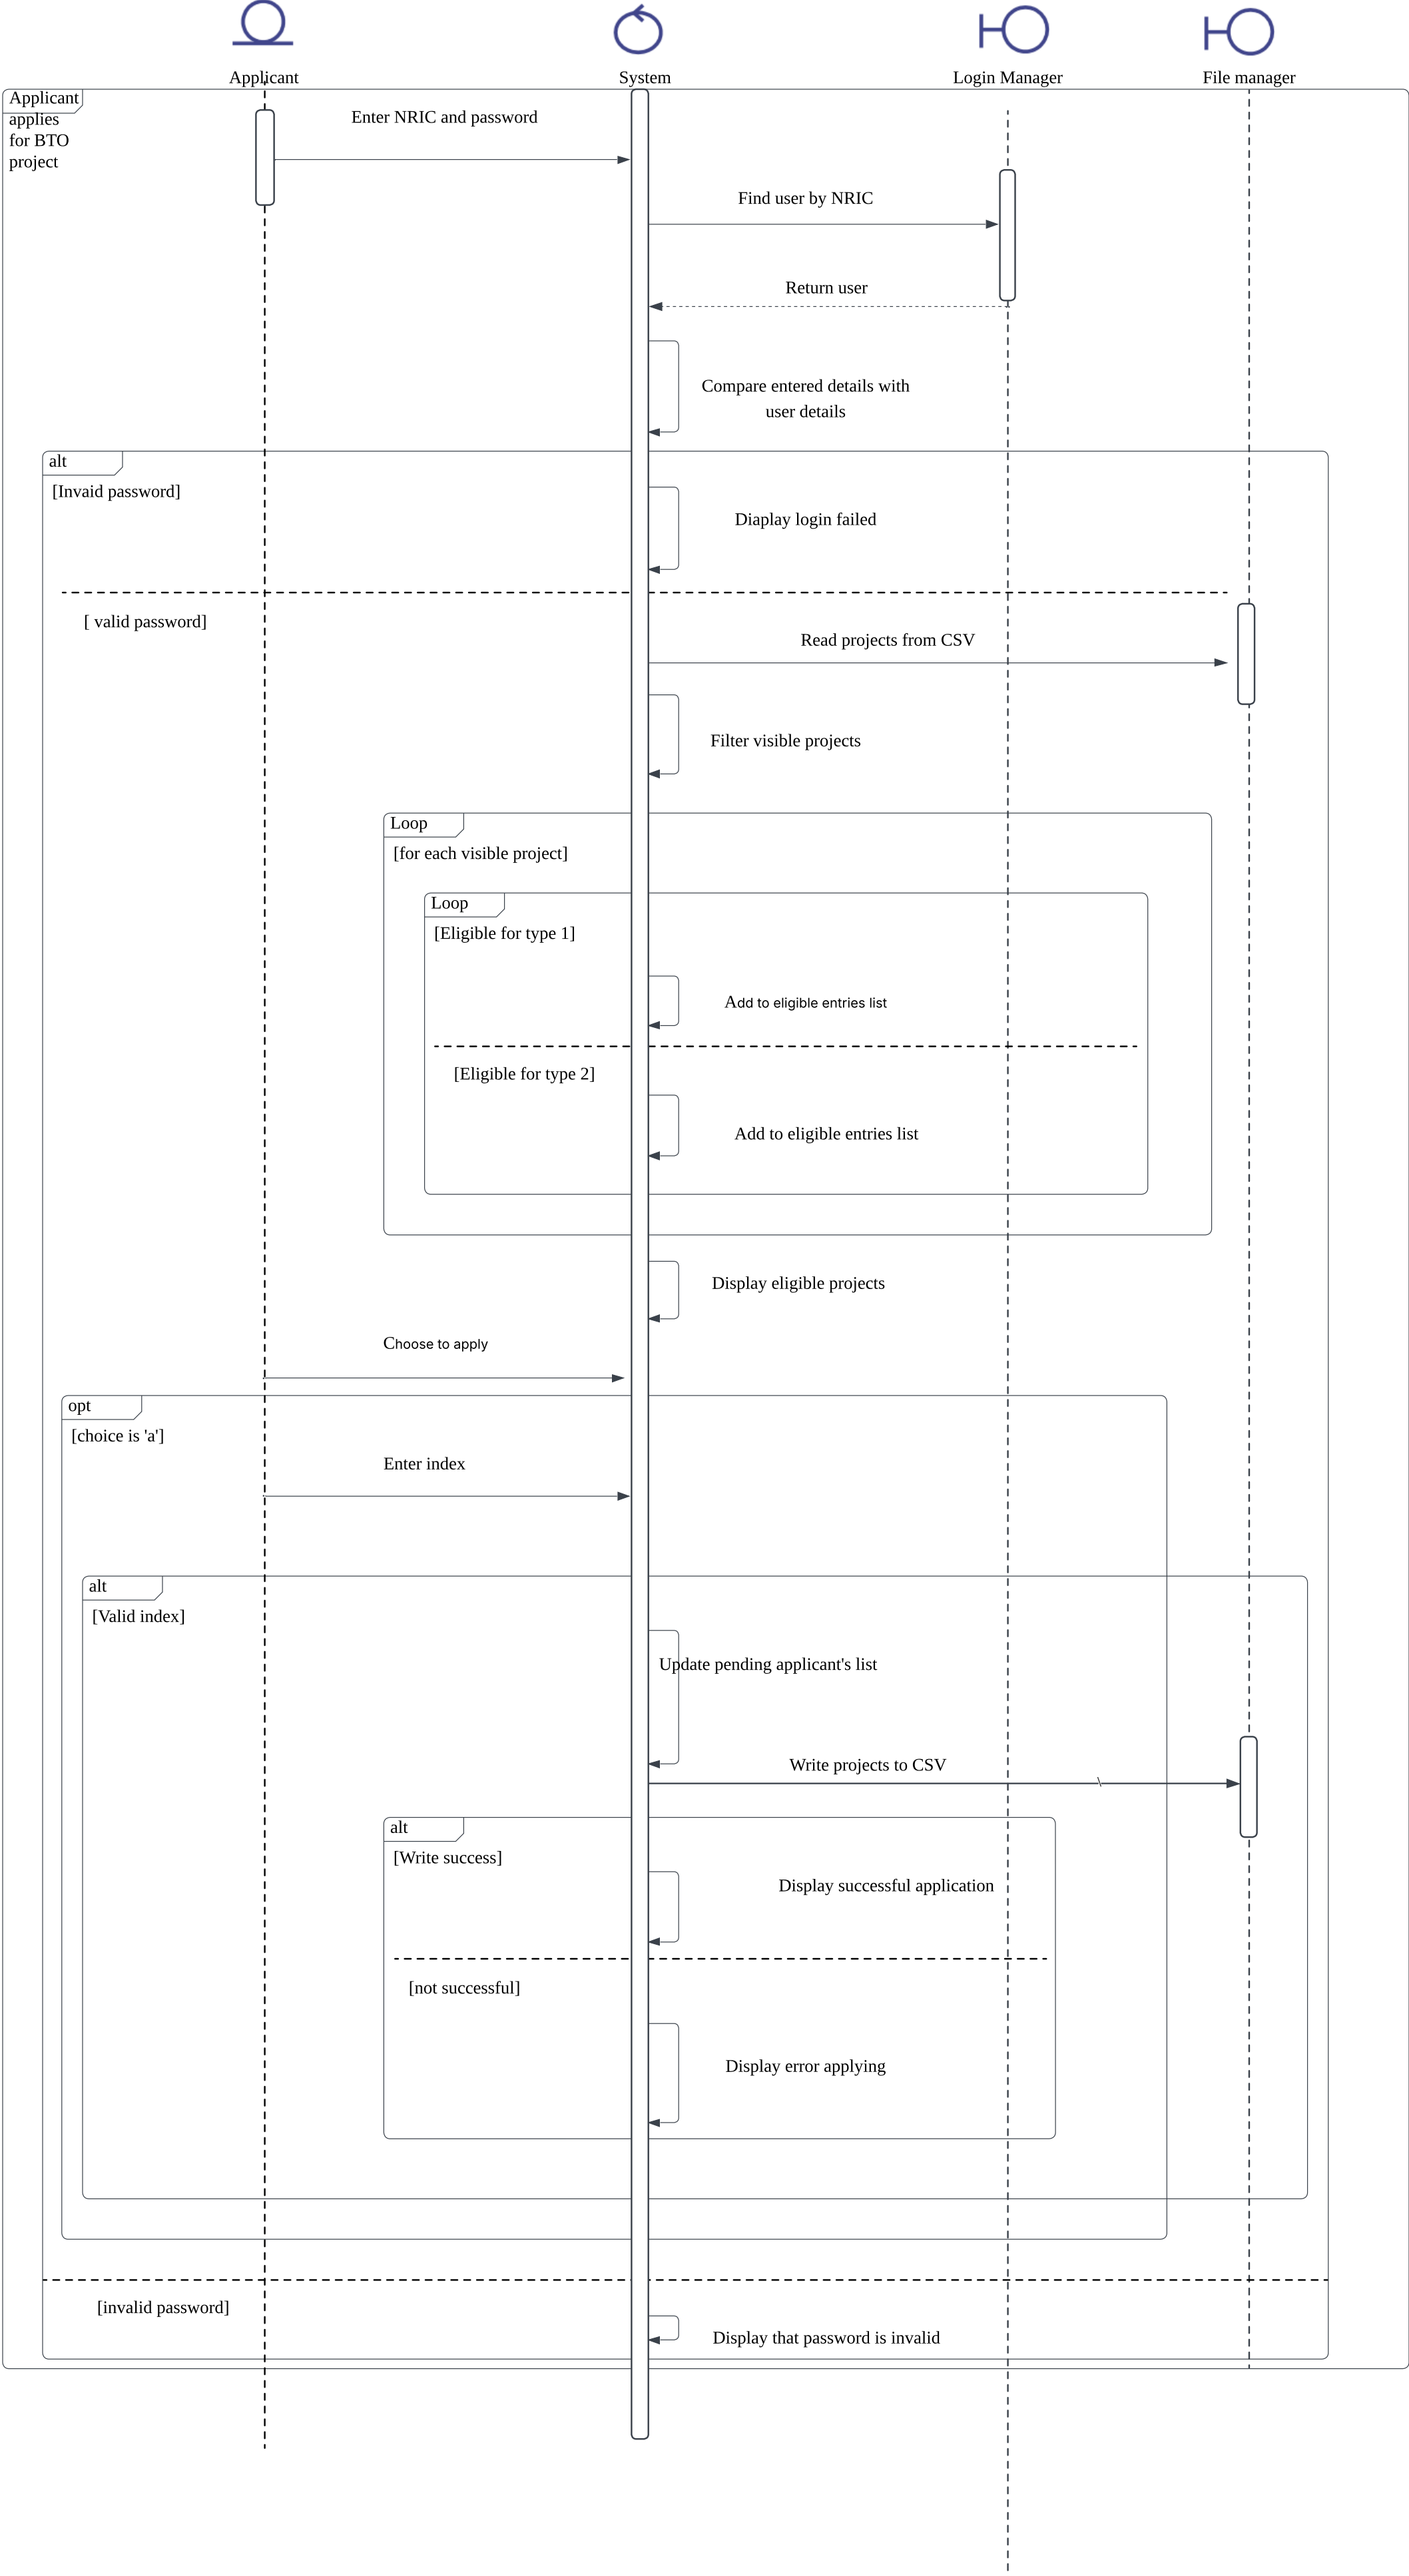 Applicant
System
Login Manager
File manager
Applicant
applies
for BTO
project
Enter NRIC and password
Find user by NRIC
Return user
Compare entered details with
user details
alt
[Invaid password]
Diaplay login failed
[ valid password]
Read projects from CSV
Filter visible projects
Loop
[for each visible project]
Loop
[Eligible for type 1]
Add to eligible entries list
[Eligible for type 2]
Add to eligible entries list
Display eligible projects
Choose to apply
opt
[choice is 'a']
Enter index
alt
[Valid index]
Update pending applicant's list
Write projects to CSV
alt
[Write success]
Display successful application
[not successful]
Display error applying
[invalid password]
Display that password is invalid